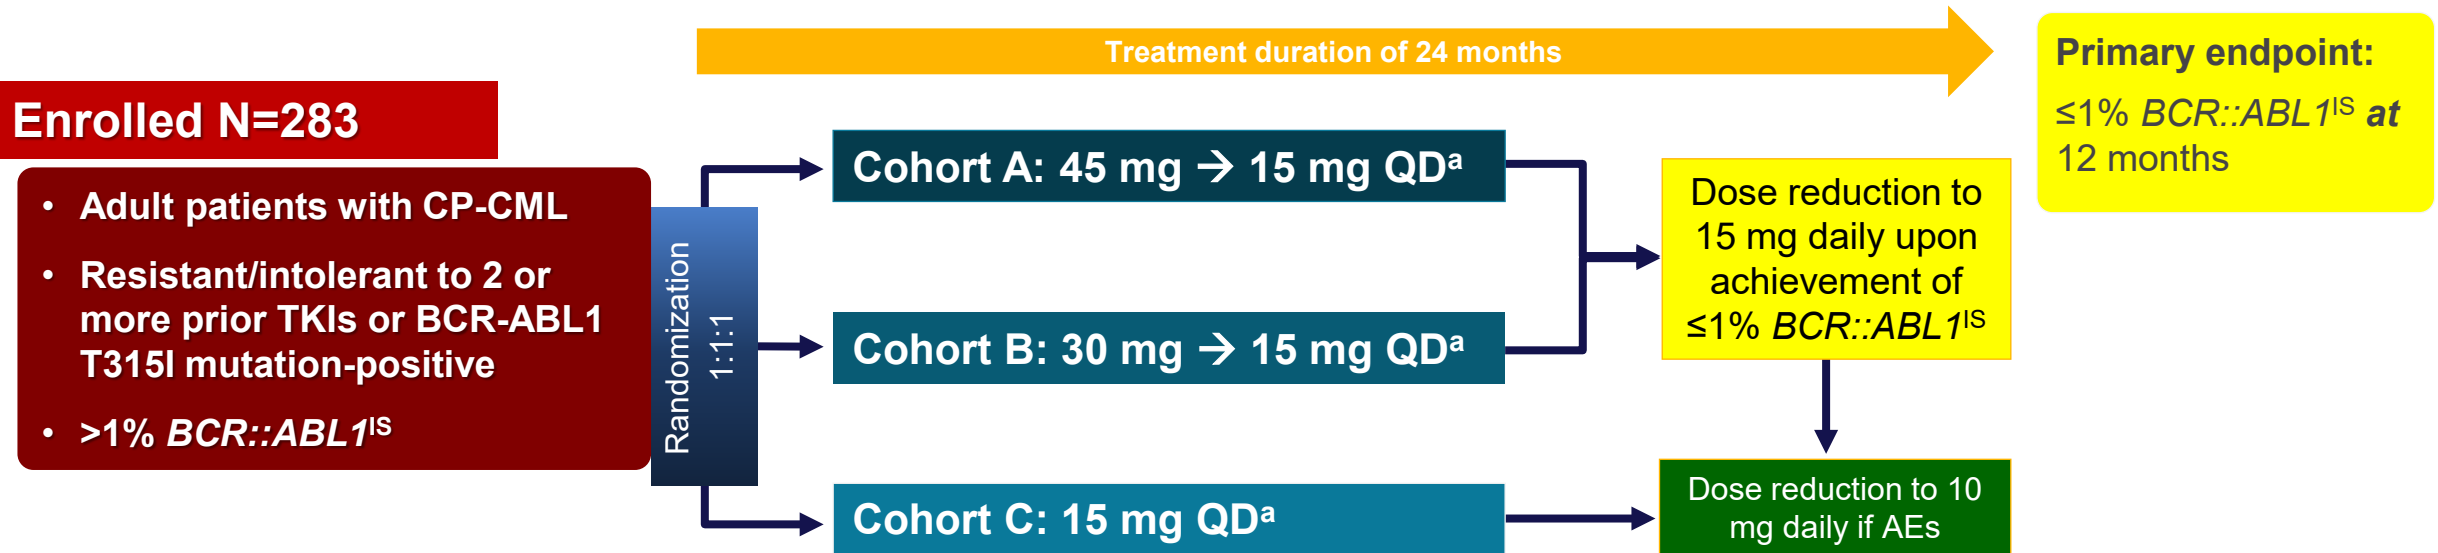 Treatment duration of 24 months
Primary endpoint:
≤1% BCR::ABL1ᴵˢ at
12 months
Enrolled N=283
• Adult patients with CP-CML
• Resistant/intolerant to 2 or
more prior TKIs or BCR-ABL1
T315I mutation-positive
• >1% BCR::ABL1ᴵˢ
Randomization
1:1:1
Cohort A: 45 mg → 15 mg QDᵃ
Cohort B: 30 mg → 15 mg QDᵃ
Cohort C: 15 mg QDᵃ
Dose reduction to
15 mg daily upon
achievement of
≤1% BCR::ABL1ᴵˢ
Dose reduction to 10
mg daily if AEs